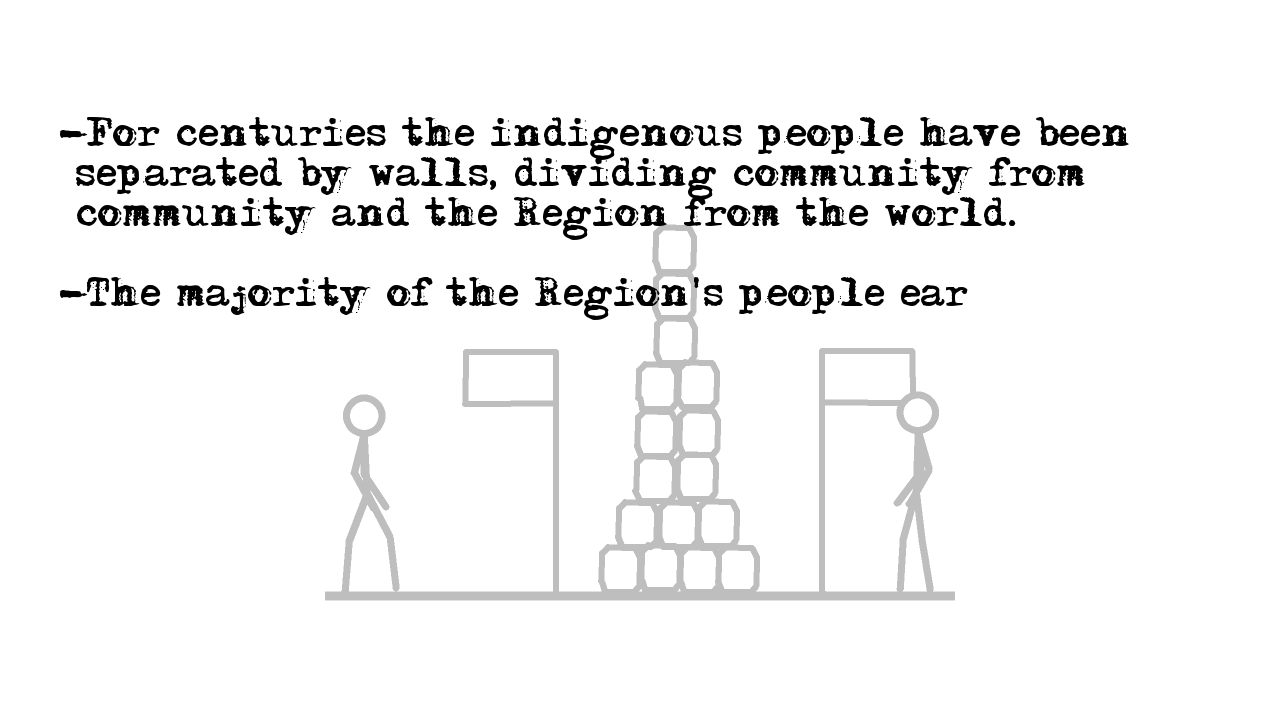 -For centuries the indigenous people have been
separated by walls, dividing community from
community and the Region from the world.
-The majority of the Region's people ear